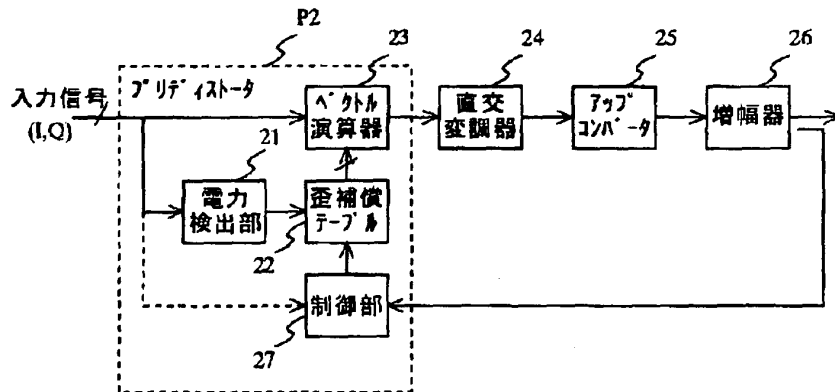 P2
23
24
25
26
入力信号
(I,Q)
プリディストータ
ベクトル
演算器
直交
変調器
アップ
コンバータ
増幅器
21
電力
検出部
歪補償
テーブル
22
制御部
27